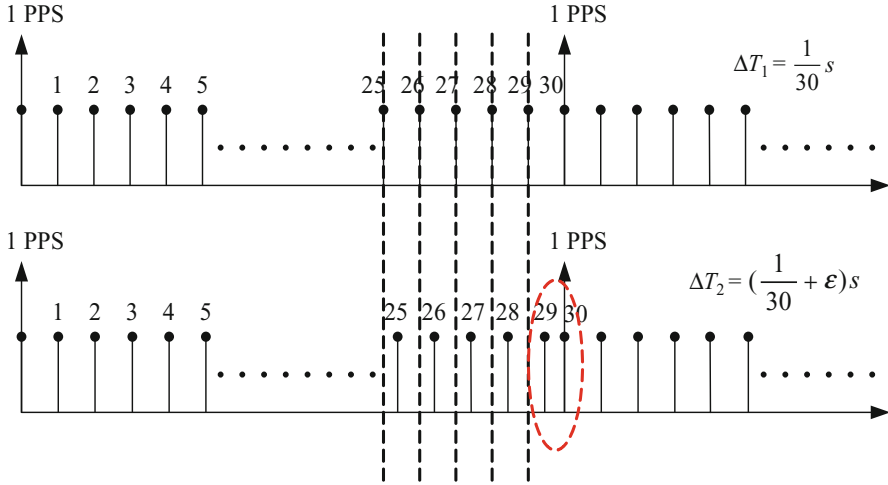 1 PPS 1 PPS
ΔT₁ = 1/30 s
1 2 3 4 5 25 26 27 28 29 30
1 PPS 1 PPS
ΔT₂ = (1/30 + ε)s
1 2 3 4 5 25 26 27 28 29 30